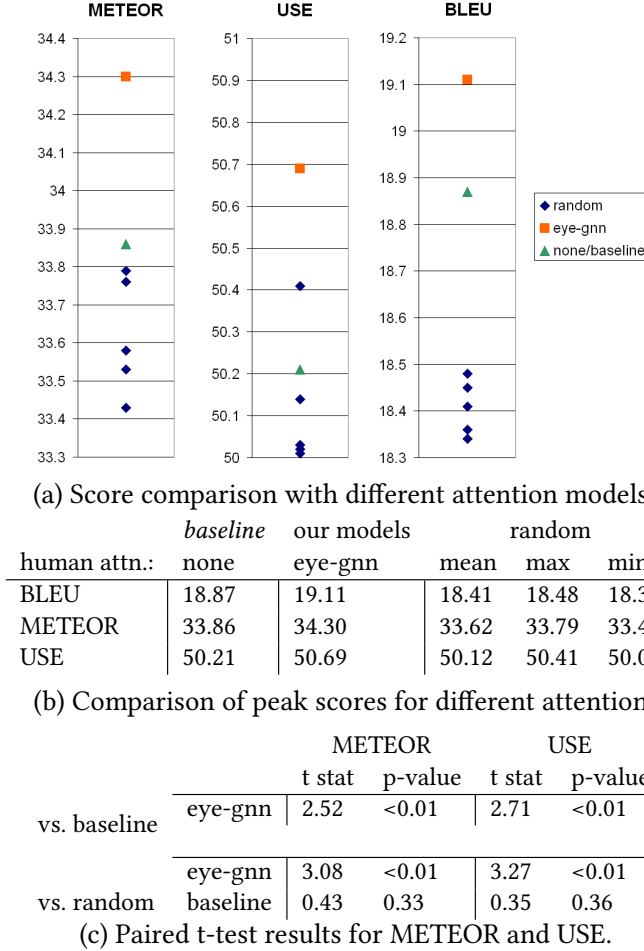 METEOR USE BLEU
34.4 51 19.2
34.3 50.9 19.1
34.2 50.8 19
34.1 50.7 18.9
34 50.6 18.8
33.9 50.5 18.7
33.8 50.4 18.6
33.7 50.3 18.5
33.6 50.2 18.4
33.5 50.1 18.3
33.4 50
33.3
random
eye-gnn
none/baseline
(a) Score comparison with different attention models
baseline our models random
human attn.: none eye-gnn mean max min
BLEU 18.87 19.11 18.41 18.48 18.3
METEOR 33.86 34.30 33.62 33.79 33.4
USE 50.21 50.69 50.12 50.41 50.0
(b) Comparison of peak scores for different attention
METEOR USE
t stat p-value t stat p-value
vs. baseline eye-gnn 2.52 <0.01 2.71 <0.01
eye-gnn 3.08 <0.01 3.27 <0.01
vs. random baseline 0.43 0.33 0.35 0.36
(c) Paired t-test results for METEOR and USE.